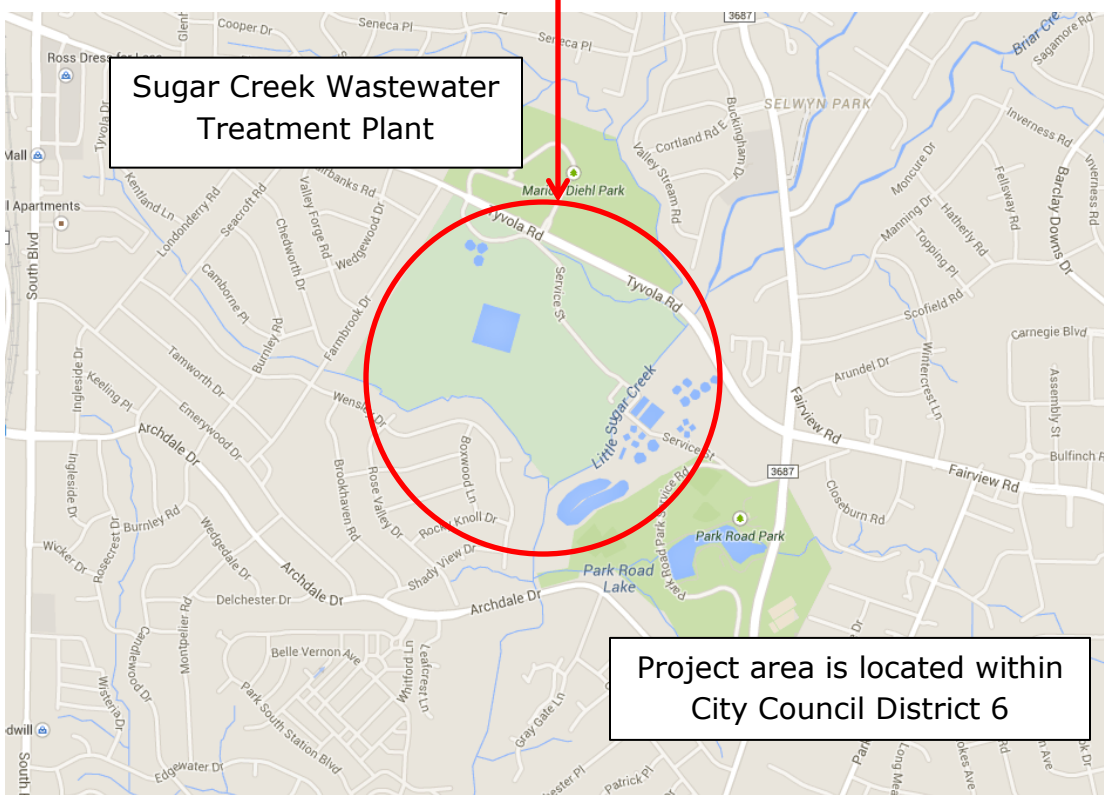 3687
Cooper Dr
Seneca Pl
Seneca Pl
Sagamore Rd
Ross Dress for
Tyvola Dr
Sugar Creek Wastewater
Treatment Plant
SELWYN PARK
Buckingham Dr
Cortland Rd E
Valley Stream Rd
Inverness Rd
Inverness Rd
Mall
Moncure Dr
Fellsway Rd
Barclay Downs Dr
Kentland Ln
Londonderry Rd
Seacroft Rd
Chedworth Dr
Valley Forge Rd
Wedgewood Dr
Tyvola Rd
Manning Dr
Hatherly Rd
Topping Pl
l Apartments
South Blvd
Camborne Pl
Burnley Rd
Farmbrook Dr
Service St
Tyvola Rd
Scofield Rd
Carnegie Blvd
Ingleside Dr
Keeling Pl
Tamworth Dr
Emerywood Dr
Wensley Dr
Little Sugar Creek
Arundel Dr
Wintercrest Ln
Assembly St
Fairview Rd
Archdale Dr
Boxwood Ln
Service St
3687
Fairview Rd
Bulfinch R
Ingleside Dr
Burnley Rd
Brookhaven Rd
Rose Valley Dr
Rocky Knoll Dr
Park Road Park Service Rd
Closeburn Rd
Park Road Park
Wicker Dr
Rosecrest Dr
Wedgedale Dr
Shady View Dr
Park Road
Lake
Archdale Dr
Archdale Dr
Delchester Dr
Candlewood Dr
Montpelier Rd
Belle Vernon Ave
Whitford Ln
Leafcrest Ln
Wisteria Dr
Park South Station Blvd
Gray Gate Ln
Project area is located within
City Council District 6
dwill
Edgewater Dr
Patrick Pl